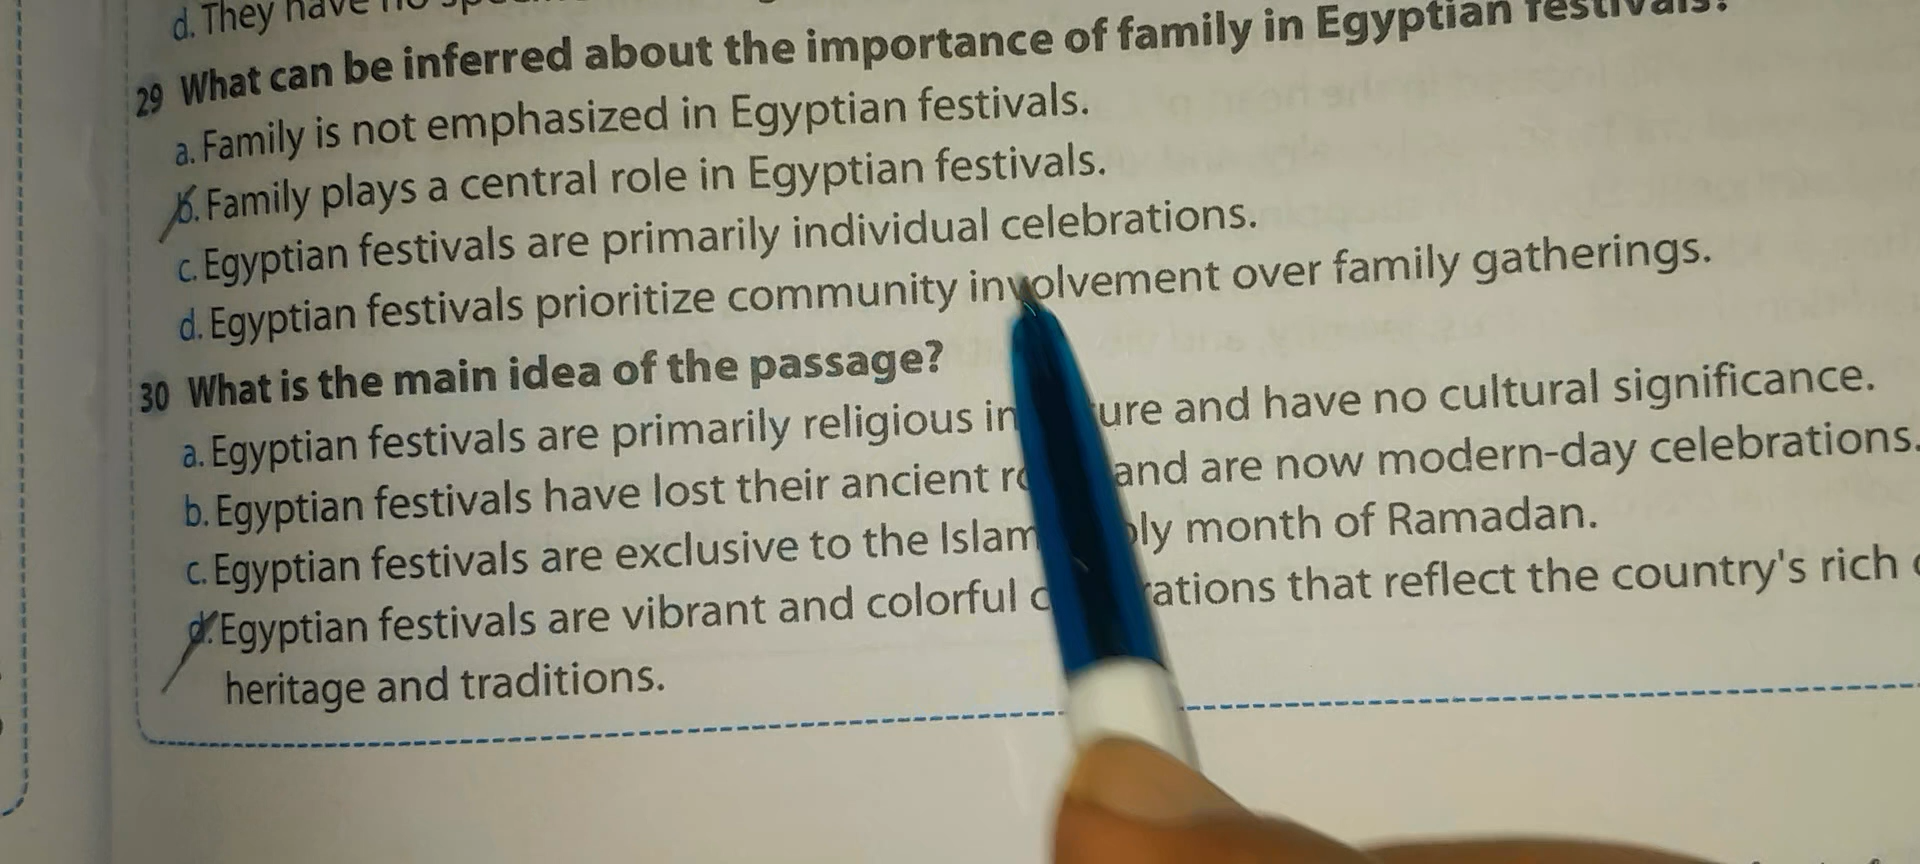 d. They have no
29 What can be inferred about the importance of family in Egyptian festivals?
a. Family is not emphasized in Egyptian festivals.
b. Family plays a central role in Egyptian festivals.
c. Egyptian festivals are primarily individual celebrations.
d. Egyptian festivals prioritize community involvement over family gatherings.
30 What is the main idea of the passage?
a. Egyptian festivals are primarily religious in and have no cultural significance.
b. Egyptian festivals have lost their ancient and are now modern-day celebrations.
c. Egyptian festivals are exclusive to the month of Ramadan.
d. Egyptian festivals are vibrant and colorful that reflect the country's rich
heritage and traditions.